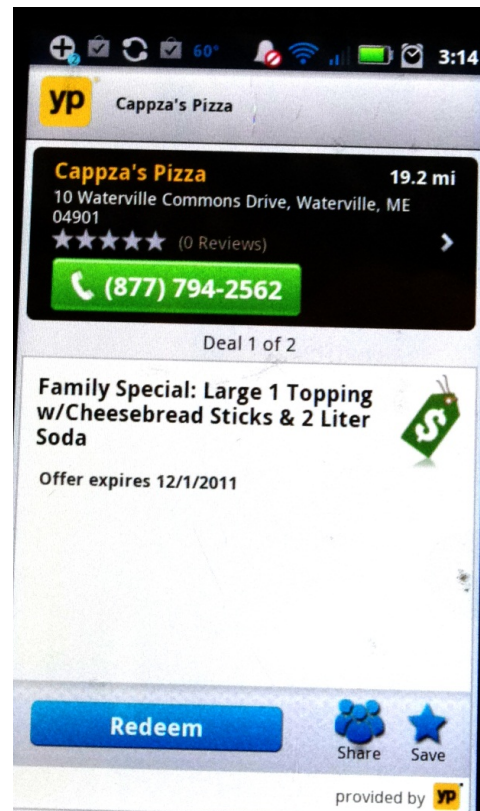 2 60° 3:14
yp Cappza's Pizza
Cappza's Pizza 19.2 mi
10 Waterville Commons Drive, Waterville, ME
04901
(0 Reviews)
(877) 794-2562
Deal 1 of 2
Family Special: Large 1 Topping
w/Cheesebread Sticks & 2 Liter
Soda
$
Offer expires 12/1/2011
Redeem
Share Save
provided by yp